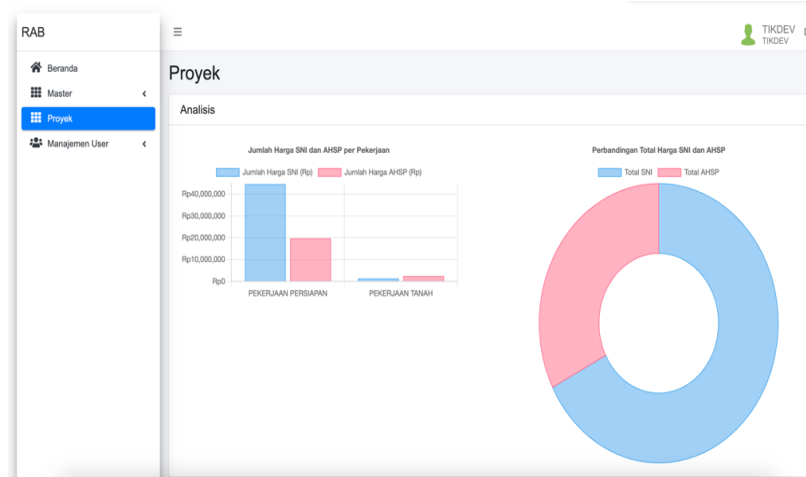 RAB
TIKDEV
TIKDEV
Beranda
Master
Proyek
Manajemen User
Proyek
Analisis
Jumlah Harga SNI dan AHSP per Pekerjaan
Jumlah Harga SNI (Rp) Jumlah Harga AHSP (Rp)
Rp40,000,000
Rp30,000,000
Rp20,000,000
Rp10,000,000
Rp0
PEKERJAAN PERSIAPAN PEKERJAAN TANAH
Perbandingan Total Harga SNI dan AHSP
Total SNI Total AHSP